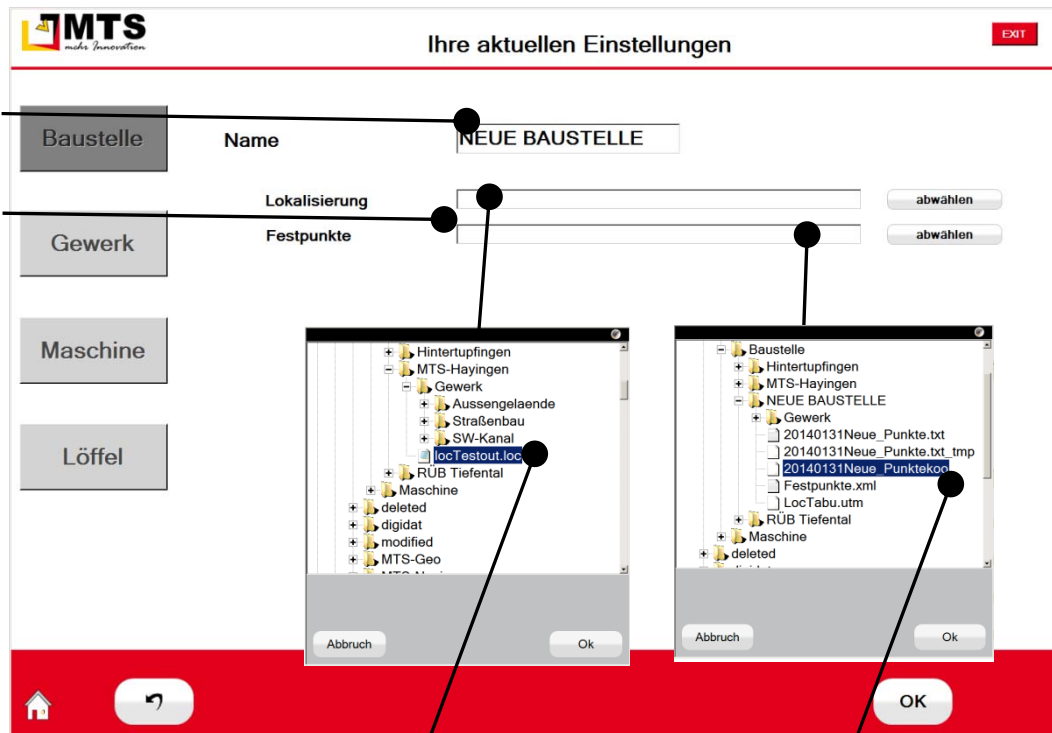 MTS
mehr Innovation
Ihre aktuellen Einstellungen
EXIT
Baustelle
Name
NEUE BAUSTELLE
Lokalisierung
abwählen
Gewerk
Festpunkte
abwählen
Maschine
Löffel
Hintertupfingen
MTS-Hayingen
Gewerk
Aussengelaende
Straßenbau
SW-Kanal
locTestout.loc
RÜB Tiefental
Maschine
deleted
digidat
modified
MTS-Geo
Abbruch
Ok
Baustelle
Hintertupfingen
MTS-Hayingen
NEUE BAUSTELLE
Gewerk
20140131Neue_Punkte.txt
20140131Neue_Punkte.txt_tmp
20140131Neue_Punktekoo
Festpunkte.xml
LocTabu.utm
RÜB Tiefental
Maschine
deleted
Abbruch
Ok
OK